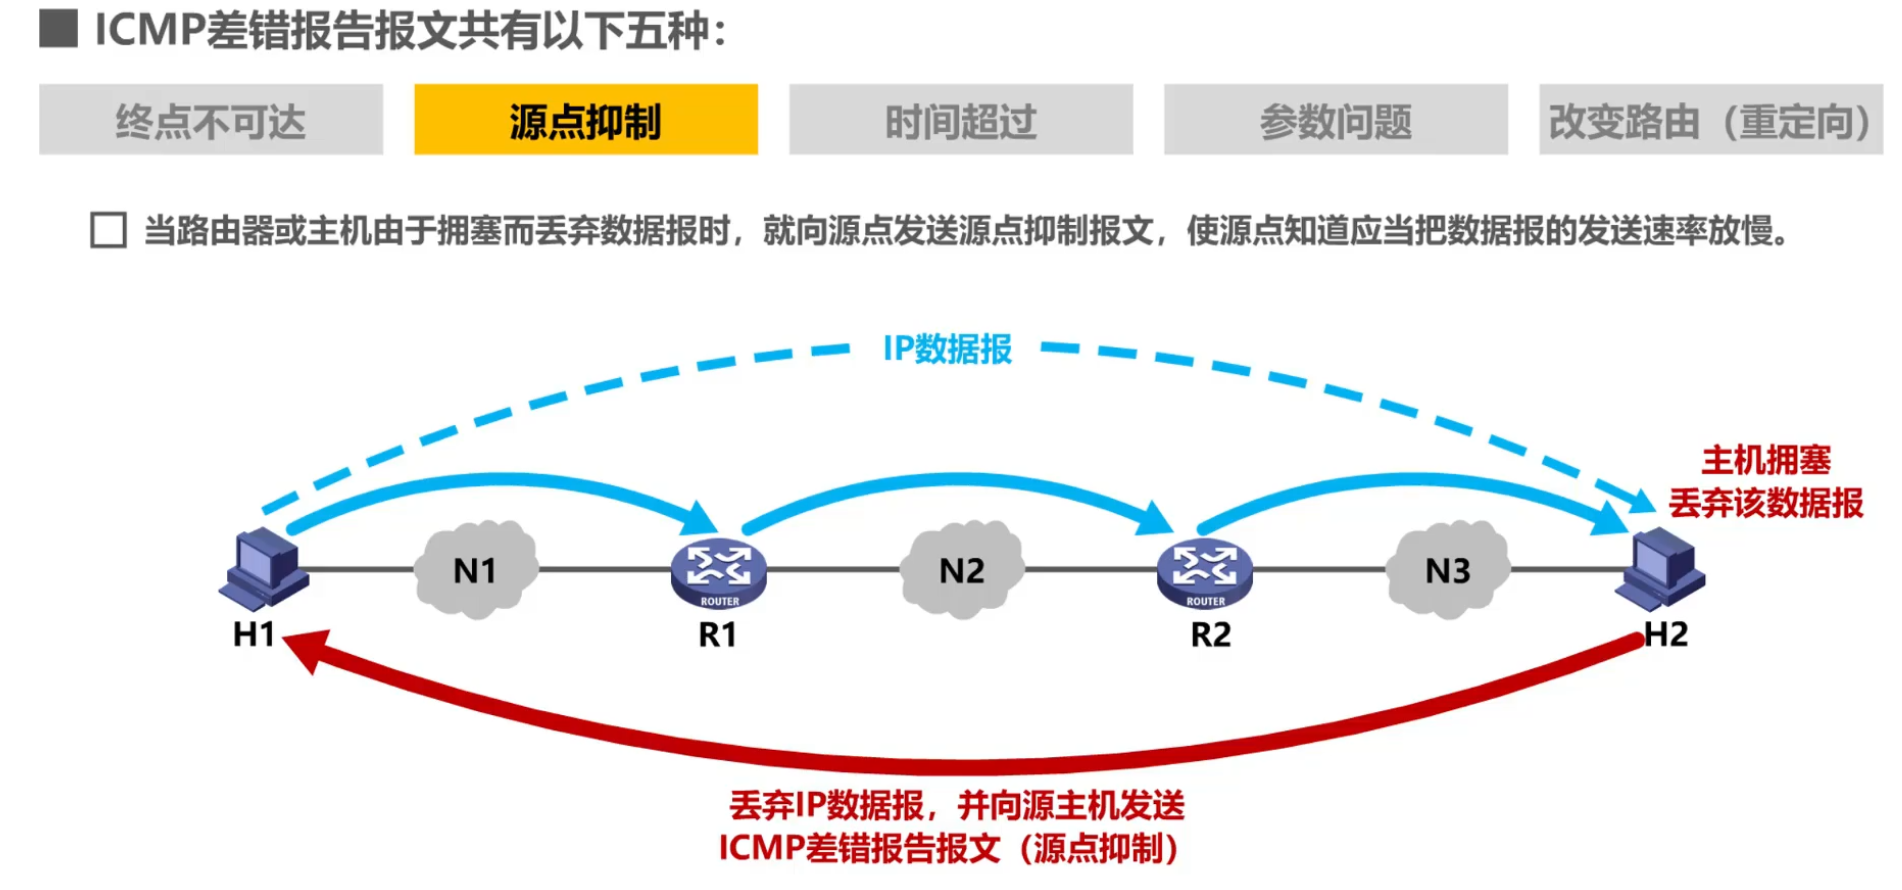 ICMP差错报告报文共有以下五种：
终点不可达
源点抑制
时间超过
参数问题
改变路由（重定向）
当路由器或主机由于拥塞而丢弃数据报时，就向源点发送源点抑制报文，使源点知道应当把数据报的发送速率放慢。
IP数据报
主机拥塞
丢弃该数据报
N1
ROUTER
N2
ROUTER
N3
H1
R1
R2
H2
丢弃IP数据报，并向源主机发送
ICMP差错报告报文（源点抑制）